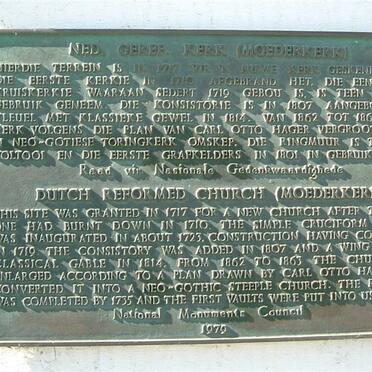 NED. GEREF. KERK (MOEDERKERK)
HIERDIE TERREIN IS IN 1717 VIR 'N NUWE KERK GESKENK
DIE EERSTE KERKIE IN 1710 AFGEBRAND HET. DIE EEN
KRUISKERKIE WAARAAN SEDERT 1719 GEBOU IS, IS TEEN
GEBRUIK GENEEM. DIE KONSISTORIE IS IN 1807 AANGEBOU
VLEUEL MET KLASSIEKE GEWEL IN 1814. VAN 1862 TOT 186
KERK VOLGENS DIE PLAN VAN CARL OTTO HAGER VERGROOT
'N NEO-GOTIESE TORINGKERK OMSKEP. DIE RINGMUUR IS T
VOLTOOI EN DIE EERSTE GRAFKELDERS IN 1801 IN GEBRUIK
Raad vir Nasionale Gedenkwaardighede
DUTCH REFORMED CHURCH (MOEDERKERK)
THIS SITE WAS GRANTED IN 1717 FOR A NEW CHURCH AFTER T
ONE HAD BURNT DOWN IN 1710. THE SIMPLE CRUCIFORM
WAS INAUGURATED IN ABOUT 1723, CONSTRUCTION HAVING CO
IN 1719. THE CONSISTORY WAS ADDED IN 1807 AND A WING
CLASSICAL GABLE IN 1814. FROM 1862 TO 1863 THE CHU
ENLARGED ACCORDING TO A PLAN DRAWN BY CARL OTTO HA
CONVERTED IT INTO A NEO-GOTHIC STEEPLE CHURCH. THE R
WAS COMPLETED BY 1735 AND THE FIRST VAULTS WERE PUT INTO US
National Monuments Council
1979